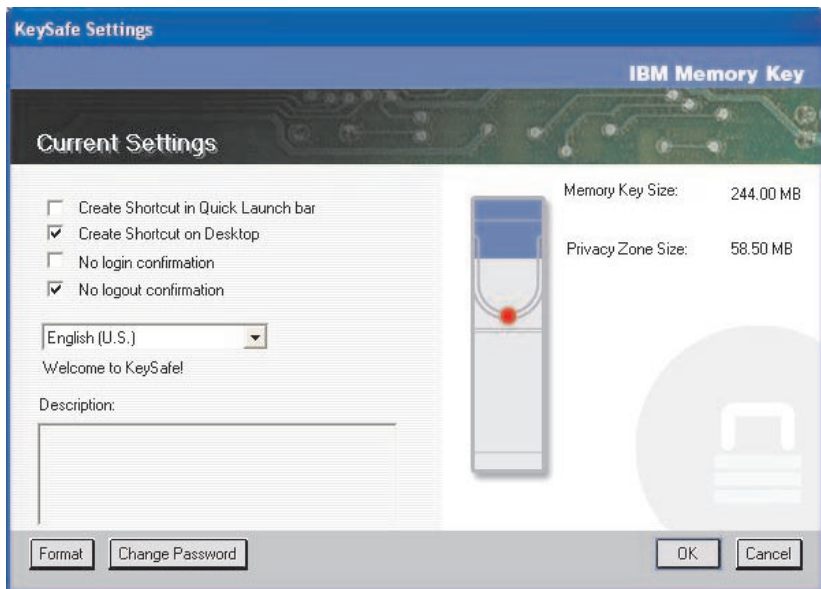 KeySafe Settings
IBM Memory Key
Current Settings
Create Shortcut in Quick Launch bar
Create Shortcut on Desktop
No login confirmation
No logout confirmation
English (U.S.)
Welcome to KeySafe!
Description:
Memory Key Size: 244.00 MB
Privacy Zone Size: 58.50 MB
Format
Change Password
OK
Cancel